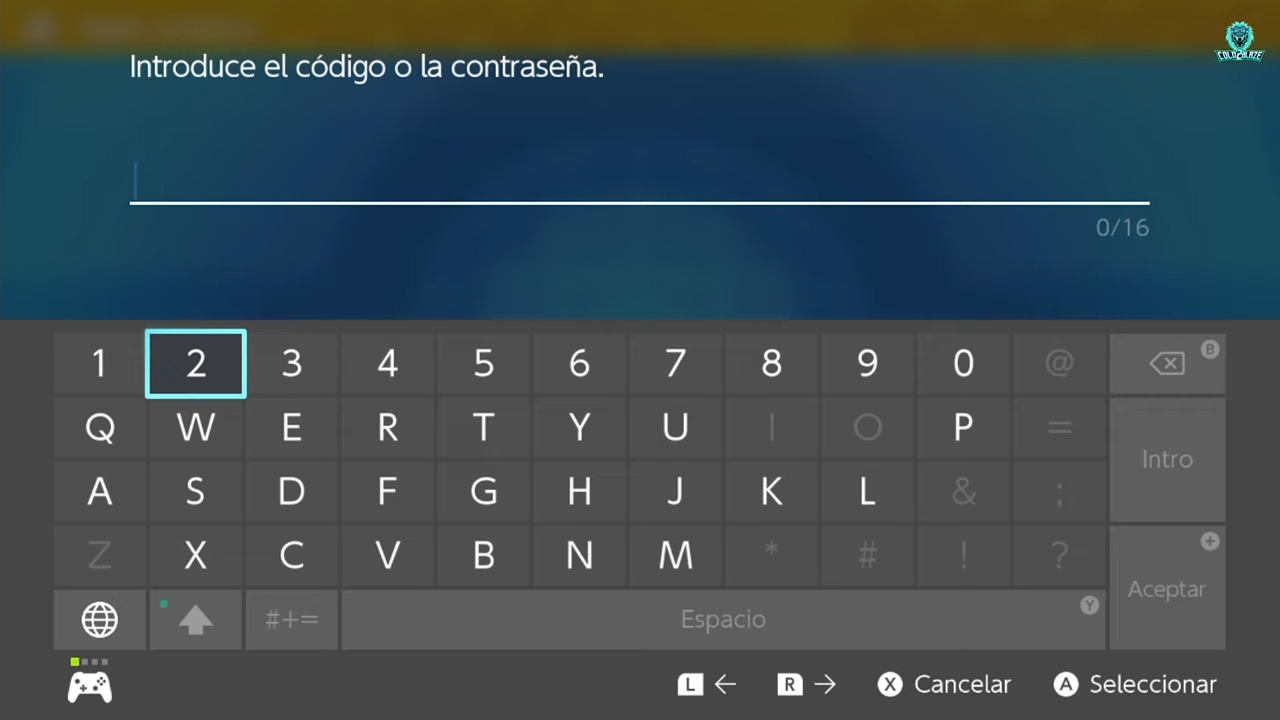 COLD2BLAZE
Introduce el código o la contraseña.
0/16
1 2 3 4 5 6 7 8 9 0 @ B
Q W E R T Y U I O P = Intro
A S D F G H J K L & ;
Z X C V B N M * # ! ? + Aceptar
#+= Espacio Y
L ← R → X Cancelar A Seleccionar